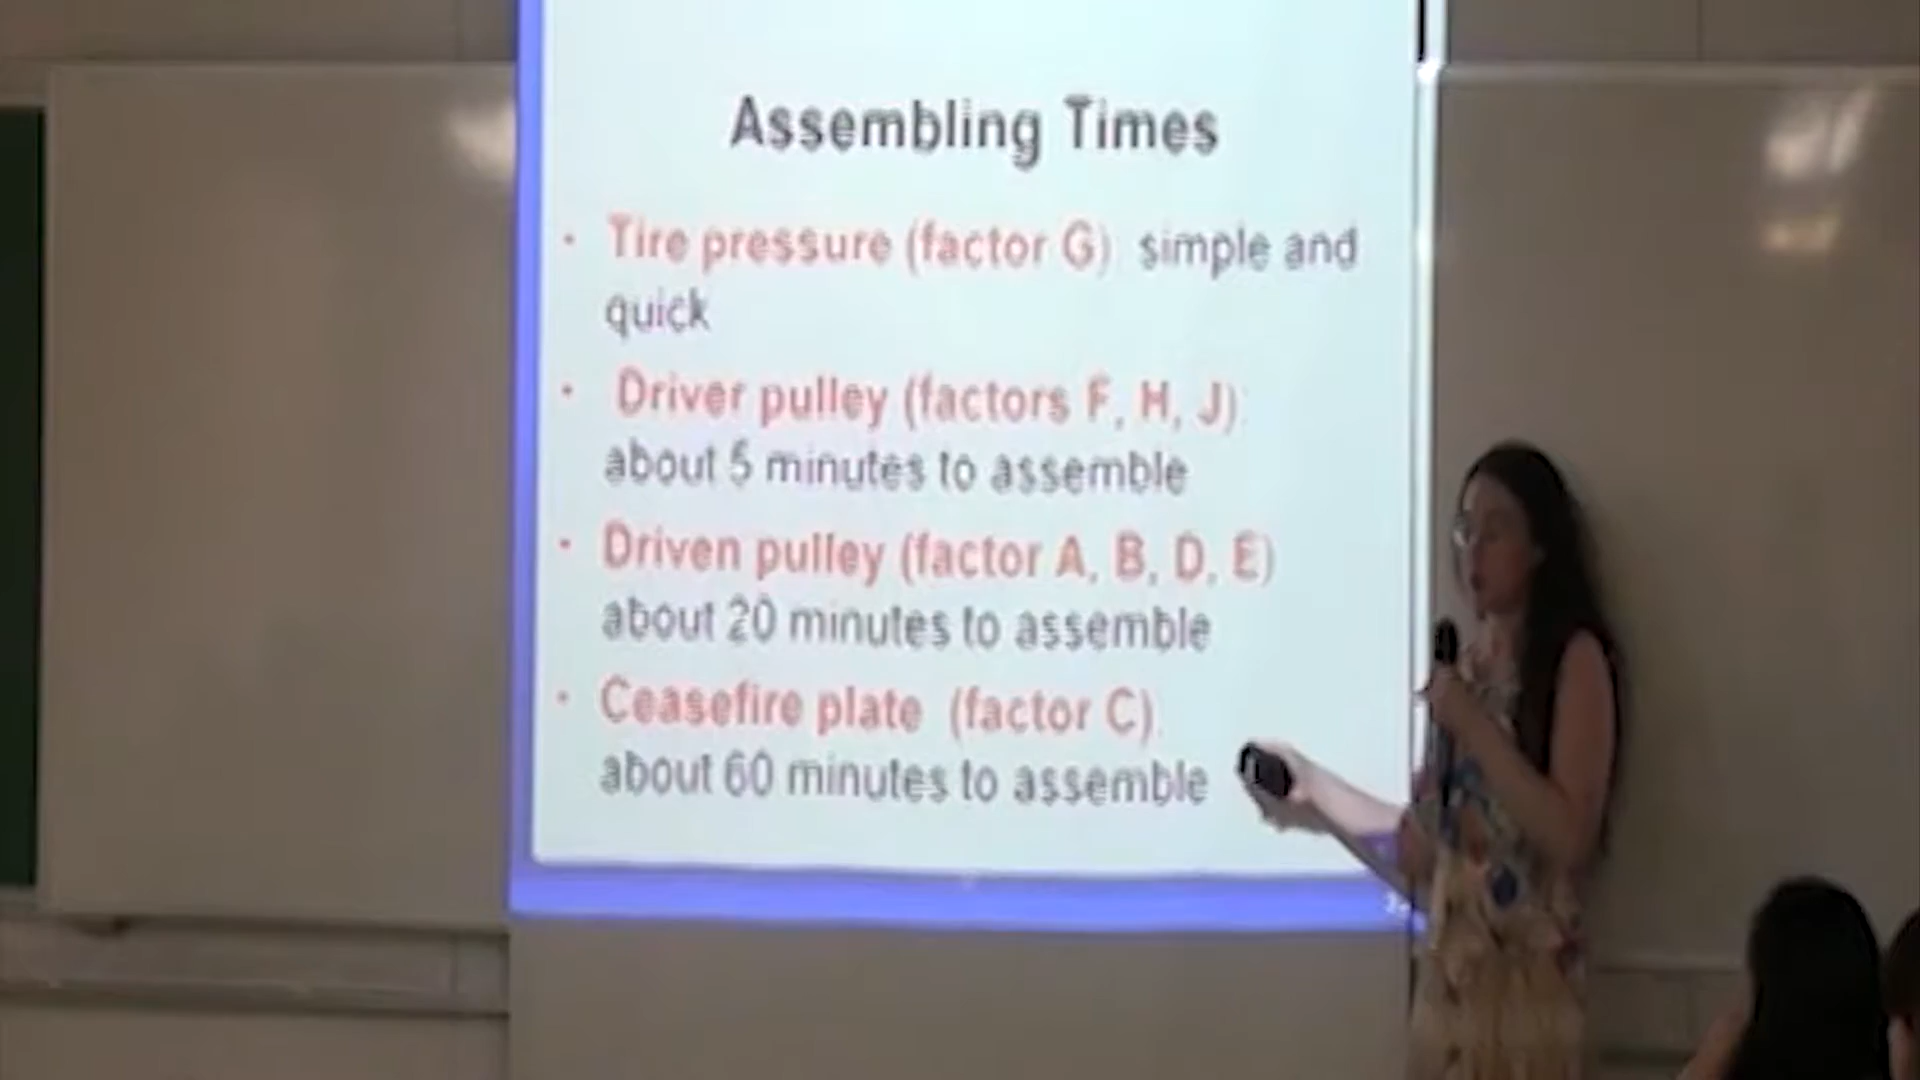 Assembling Times
• Tire pressure (factor G) simple and
quick
• Driver pulley (factors F, H, J)
about 5 minutes to assemble
• Driven pulley (factor A, B, D, E)
about 20 minutes to assemble
• Ceasefire plate (factor C)
about 60 minutes to assemble